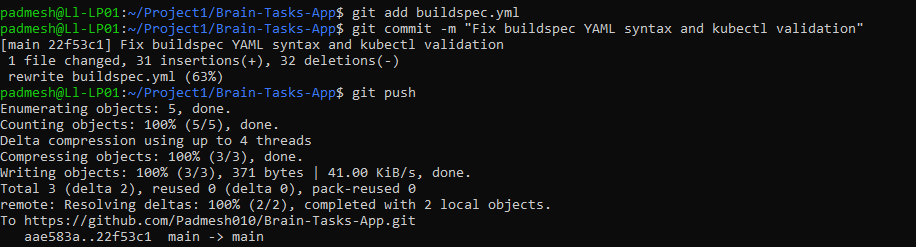 padmesh@Ll-LP01:~/Project1/Brain-Tasks-App$ git add buildspec.yml
padmesh@Ll-LP01:~/Project1/Brain-Tasks-App$ git commit -m "Fix buildspec YAML syntax and kubectl validation"
[main 22f53c1] Fix buildspec YAML syntax and kubectl validation
 1 file changed, 31 insertions(+), 32 deletions(-)
 rewrite buildspec.yml (63%)
padmesh@Ll-LP01:~/Project1/Brain-Tasks-App$ git push
Enumerating objects: 5, done.
Counting objects: 100% (5/5), done.
Delta compression using up to 4 threads
Compressing objects: 100% (3/3), done.
Writing objects: 100% (3/3), 371 bytes | 41.00 KiB/s, done.
Total 3 (delta 2), reused 0 (delta 0), pack-reused 0
remote: Resolving deltas: 100% (2/2), completed with 2 local objects.
To https://github.com/Padmesh010/Brain-Tasks-App.git
   aae583a..22f53c1  main -> main